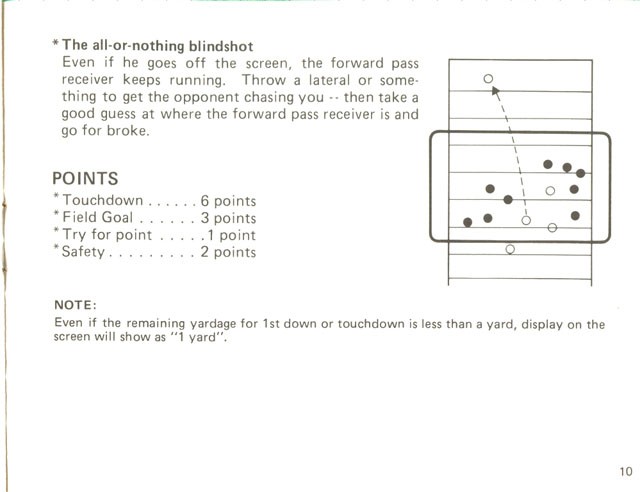 * The all-or-nothing blindshot
Even if he goes off the screen, the forward pass
receiver keeps running. Throw a lateral or some-
thing to get the opponent chasing you -- then take a
good guess at where the forward pass receiver is and
go for broke.
POINTS
* Touchdown . . . . . . 6 points
* Field Goal . . . . . . 3 points
* Try for point . . . . . 1 point
* Safety . . . . . . . . . 2 points
NOTE:
Even if the remaining yardage for 1st down or touchdown is less than a yard, display on the
screen will show as "1 yard".
10